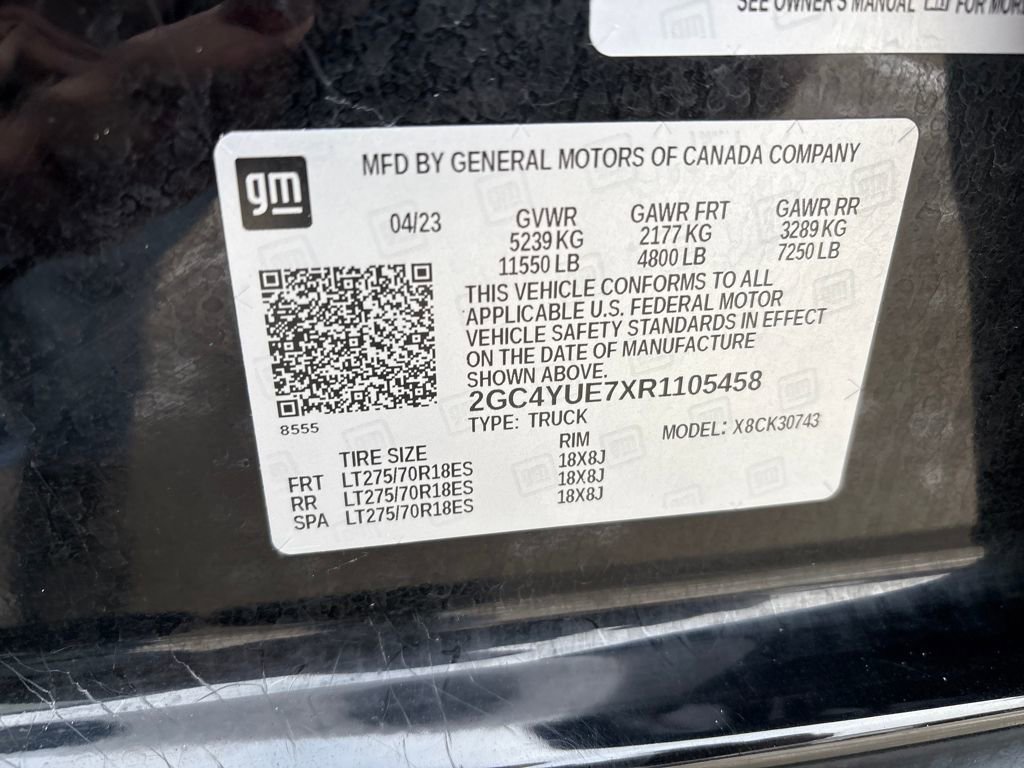 SEE OWNER'S MANUAL FOR
gm
MFD BY GENERAL MOTORS OF CANADA COMPANY
04/23
GVWR
5239 KG
11550 LB
GAWR FRT
2177 KG
4800 LB
GAWR RR
3289 KG
7250 LB
THIS VEHICLE CONFORMS TO ALL
APPLICABLE U.S. FEDERAL MOTOR
VEHICLE SAFETY STANDARDS IN EFFECT
ON THE DATE OF MANUFACTURE
SHOWN ABOVE.
2GC4YUE7XR1105458
TYPE: TRUCK
MODEL: X8CK30743
8555
TIRE SIZE RIM
FRT LT275/70R18ES 18X8J
RR LT275/70R18ES 18X8J
SPA LT275/70R18ES 18X8J